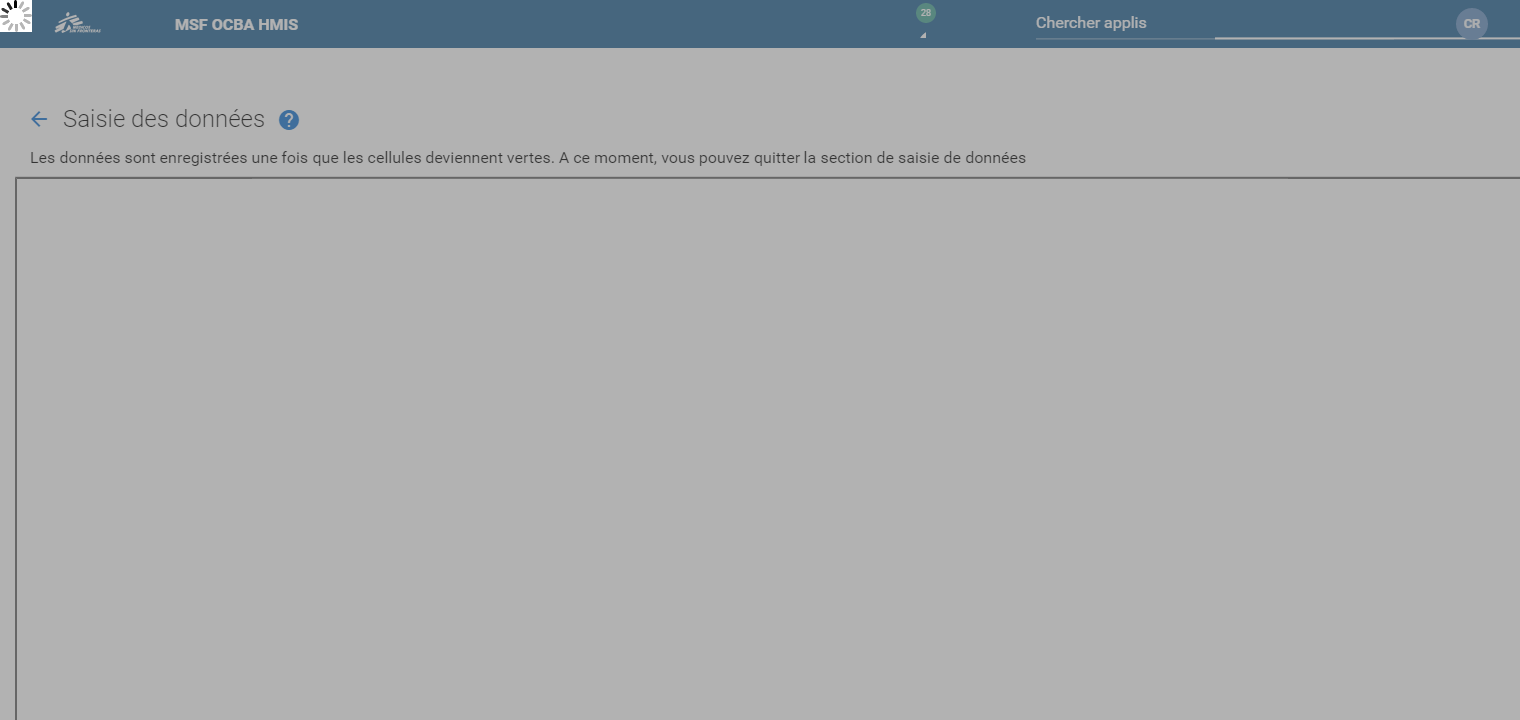 MSF OCBA HMIS
28
Chercher applis
CR
Saisie des données
?
Les données sont enregistrées une fois que les cellules deviennent vertes. A ce moment, vous pouvez quitter la section de saisie de données